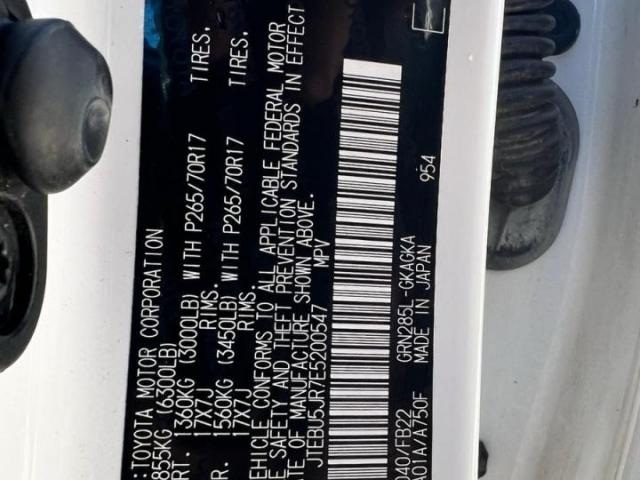 :TOYOTA MOTOR CORPORATION
855KG (6300LB)
RT. 1360KG (3000LB) WITH P265/70R17 TIRES,
17X7J RIMS,
RR. 1560KG (3450LB) WITH P265/70R17 TIRES,
17X7J RIMS,
EHICLE CONFORMS TO ALL APPLICABLE FEDERAL MOTOR
E SAFETY AND THEFT PREVENTION STANDARDS IN EFFECT
ATE OF MANUFACTURE SHOWN ABOVE.
JTEBU5JR7E5200547
MPV
040/FB22 GRN285L-GKAGKA
A01A/A750F MADE IN JAPAN 954